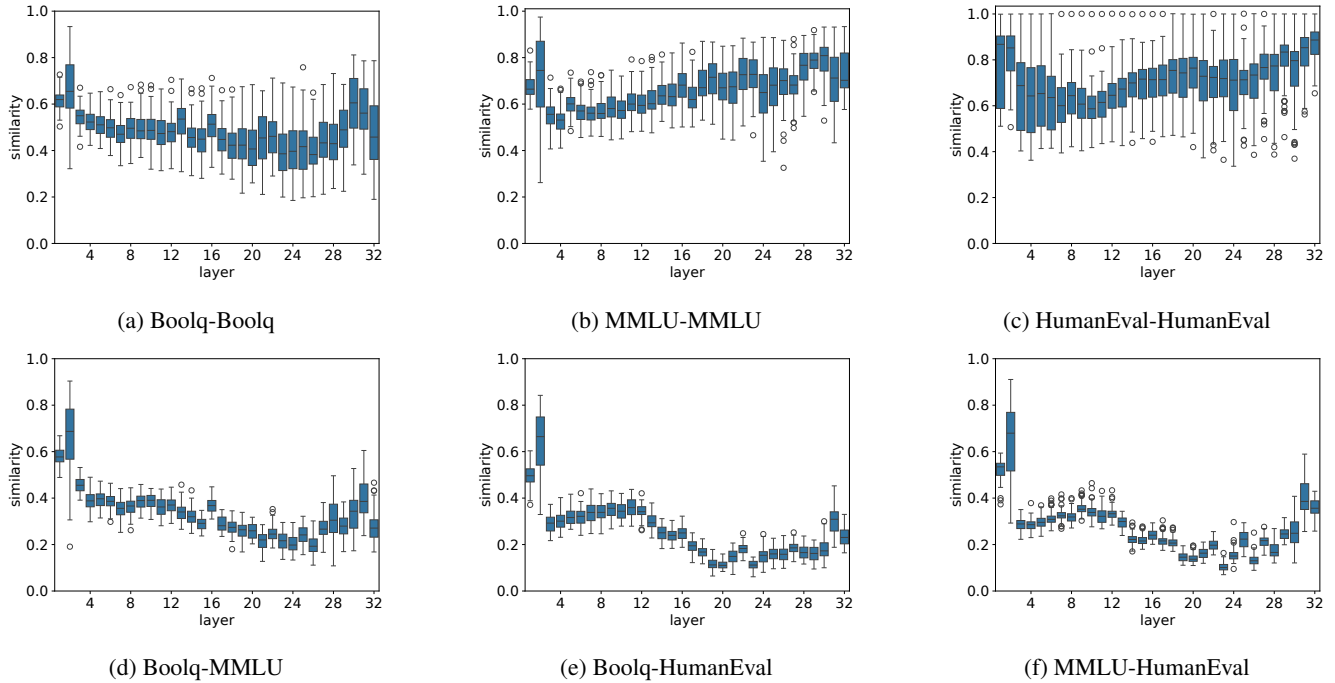 1.0
0.8
0.6
0.4
0.2
0.0
similarity
4 8 12 16 20 24 28 32
layer
(a) Boolq-Boolq
1.0
0.8
0.6
0.4
0.2
0.0
similarity
4 8 12 16 20 24 28 32
layer
(b) MMLU-MMLU
1.0
0.8
0.6
0.4
0.2
0.0
similarity
4 8 12 16 20 24 28 32
layer
(c) HumanEval-HumanEval
1.0
0.8
0.6
0.4
0.2
0.0
similarity
4 8 12 16 20 24 28 32
layer
(d) Boolq-MMLU
1.0
0.8
0.6
0.4
0.2
0.0
similarity
4 8 12 16 20 24 28 32
layer
(e) Boolq-HumanEval
1.0
0.8
0.6
0.4
0.2
0.0
similarity
4 8 12 16 20 24 28 32
layer
(f) MMLU-HumanEval